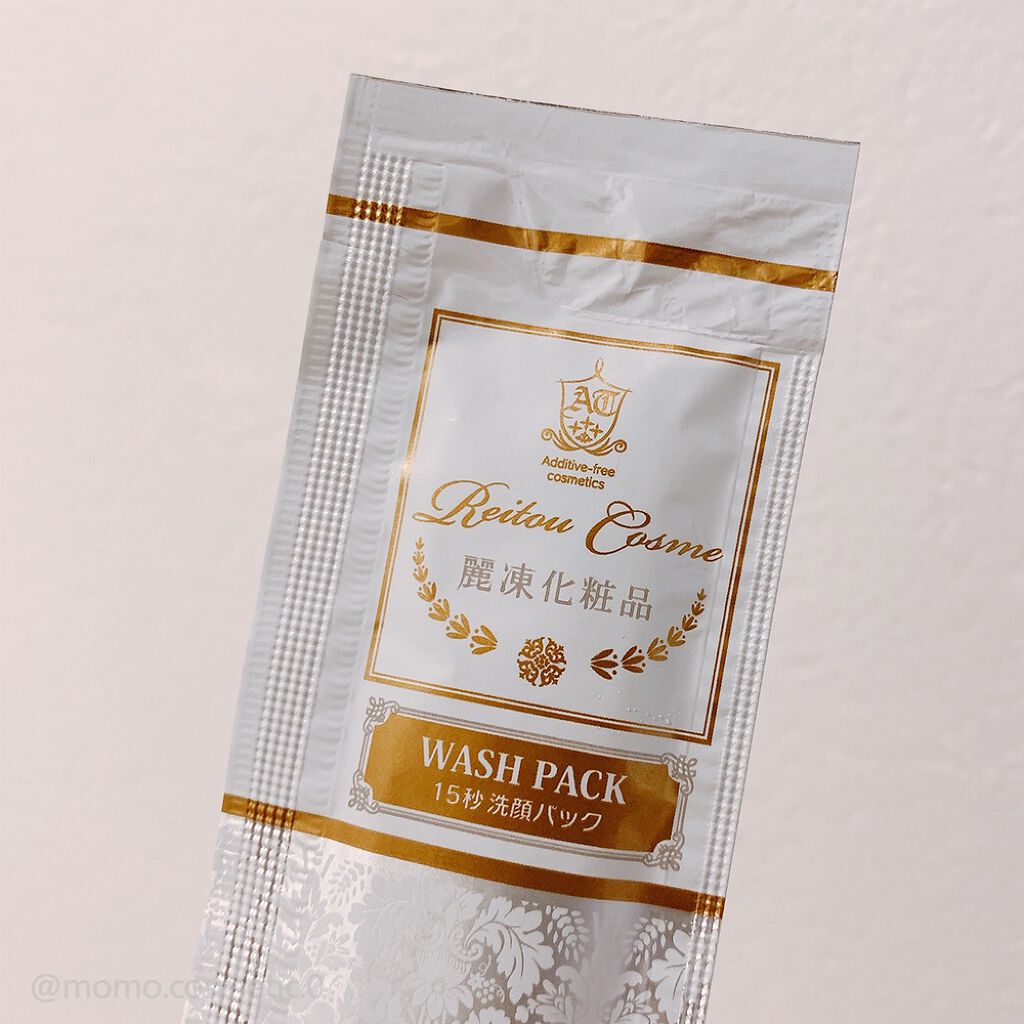 AC
Additive-free
cosmetics
Reitou Cosme
麗凍化粧品
WASH PACK
15秒洗顔パック